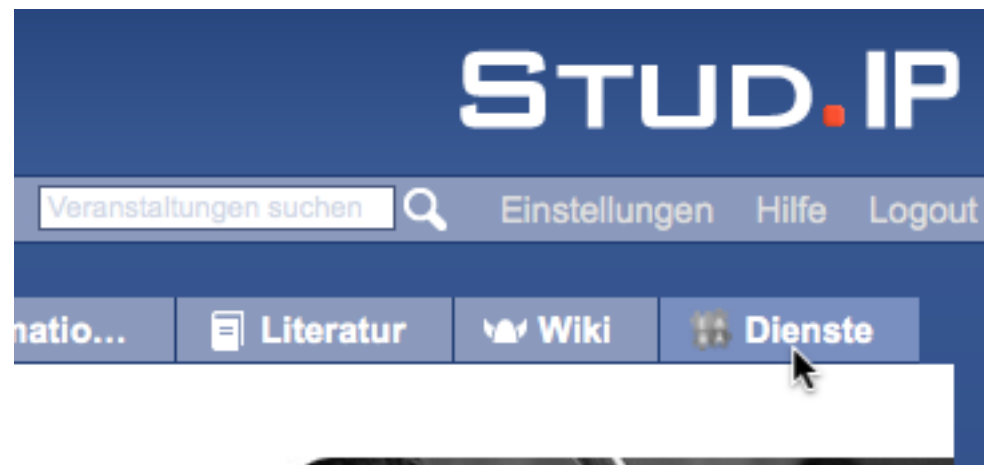 STUD.IP
Veranstaltungen suchen Einstellungen Hilfe Logout
natio... Literatur Wiki Dienste